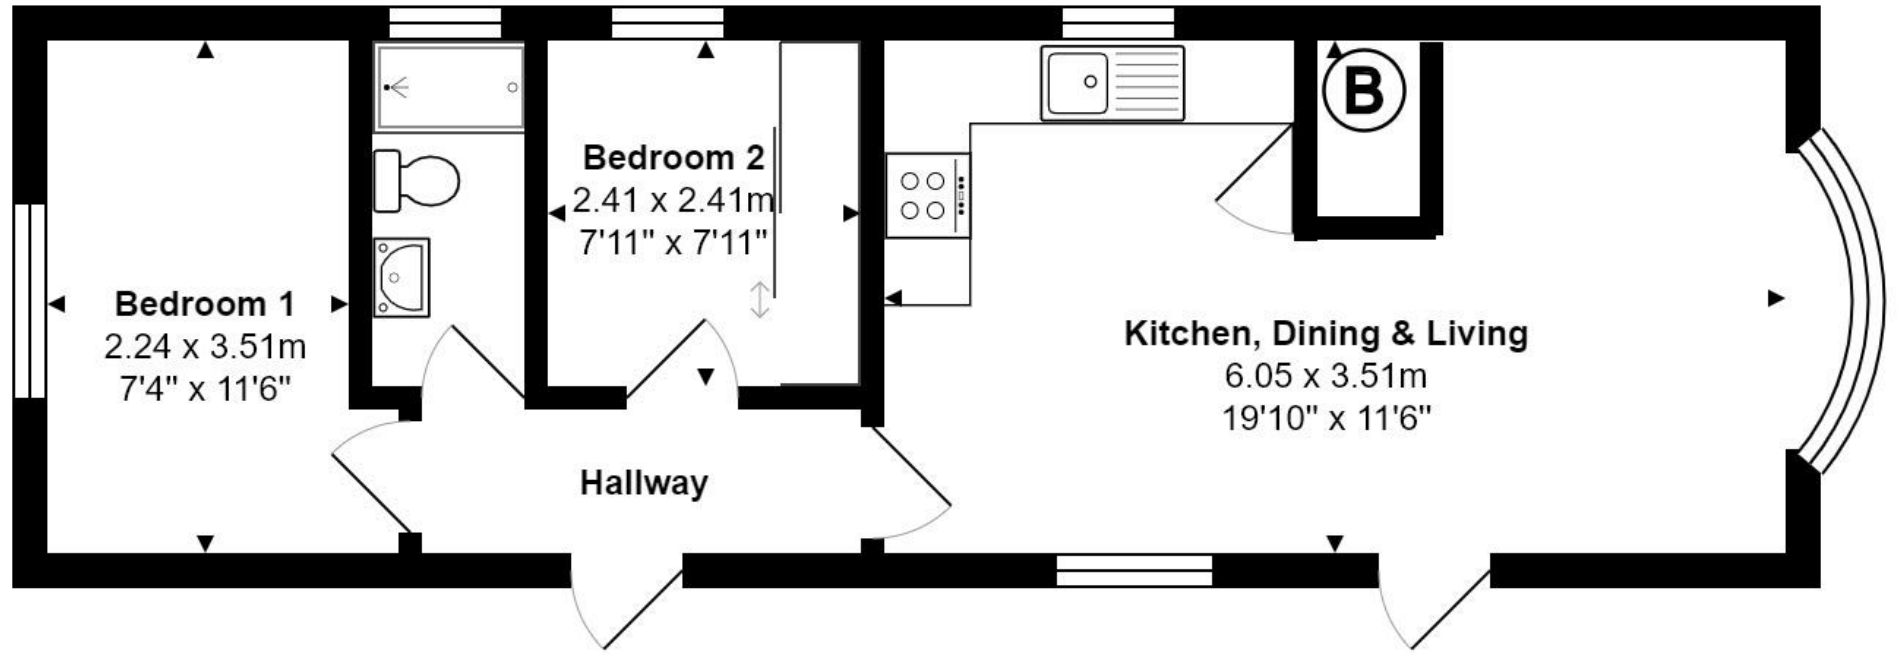 Bedroom 1
2.24 x 3.51m
7'4" x 11'6"
Bedroom 2
2.41 x 2.41m
7'11" x 7'11"
Hallway
B
Kitchen, Dining & Living
6.05 x 3.51m
19'10" x 11'6"